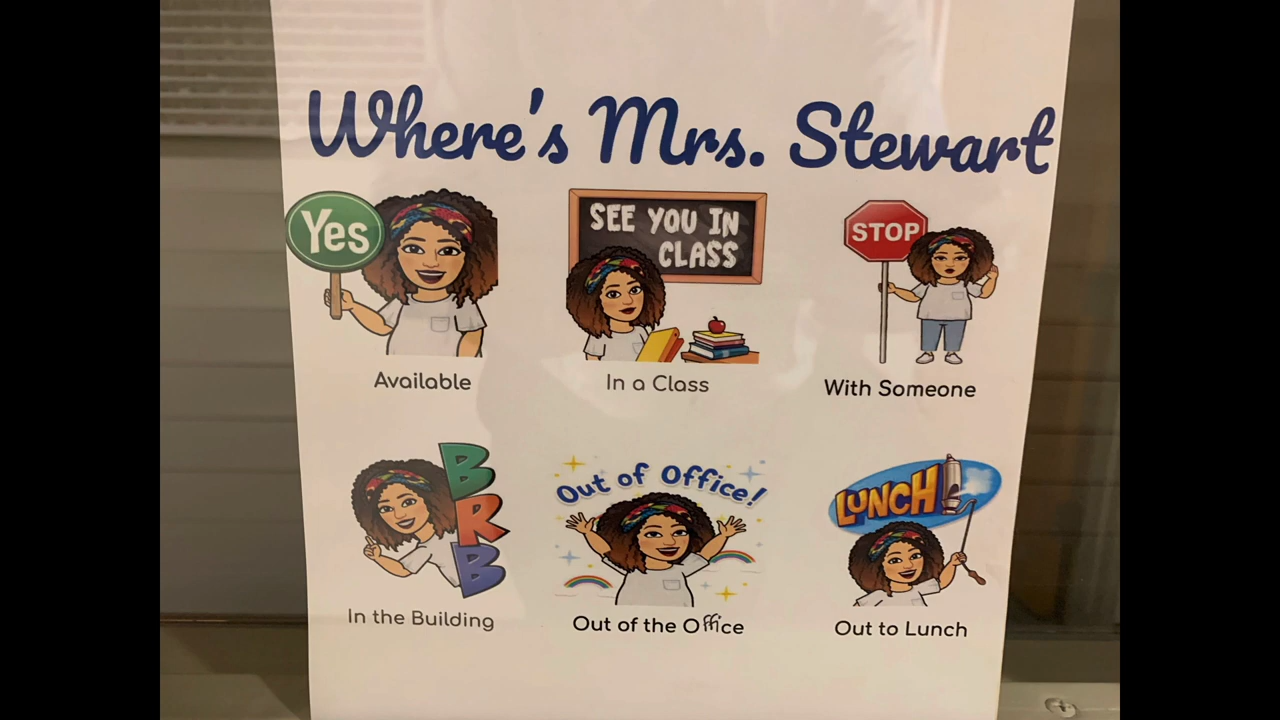 Where's Mrs. Stewart
Yes
SEE YOU IN
CLASS
STOP
Available
In a Class
With Someone
BRB
Out of Office!
LUNCH!
In the Building
Out of the Office
Out to Lunch